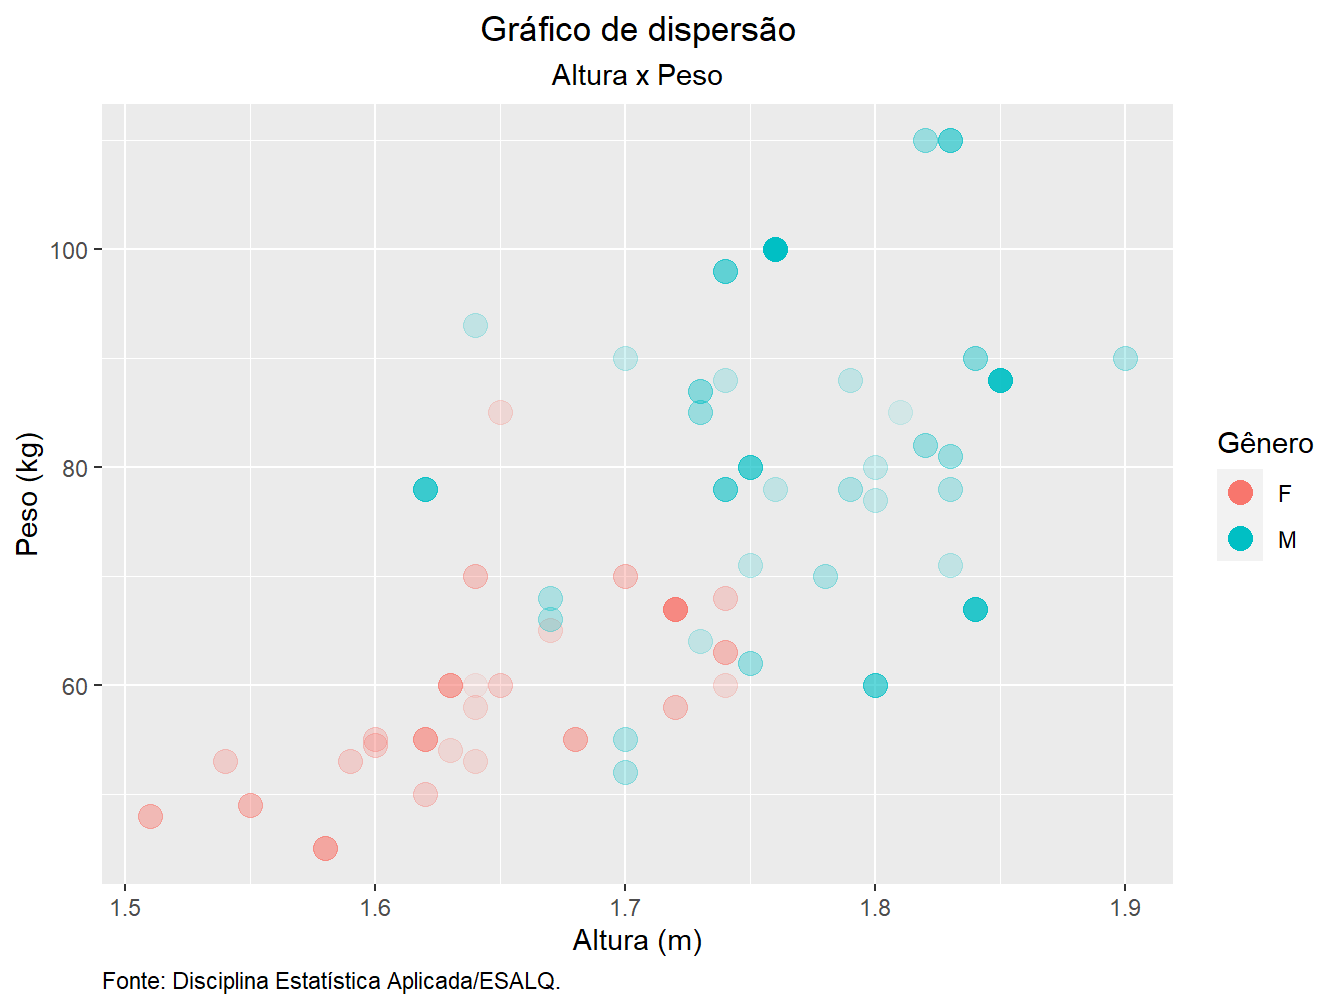 Gráfico de dispersão
Altura x Peso
100
80
60
Peso (kg)
1.5 1.6 1.7 1.8 1.9
Altura (m)
Gênero
F
M
Fonte: Disciplina Estatística Aplicada/ESALQ.